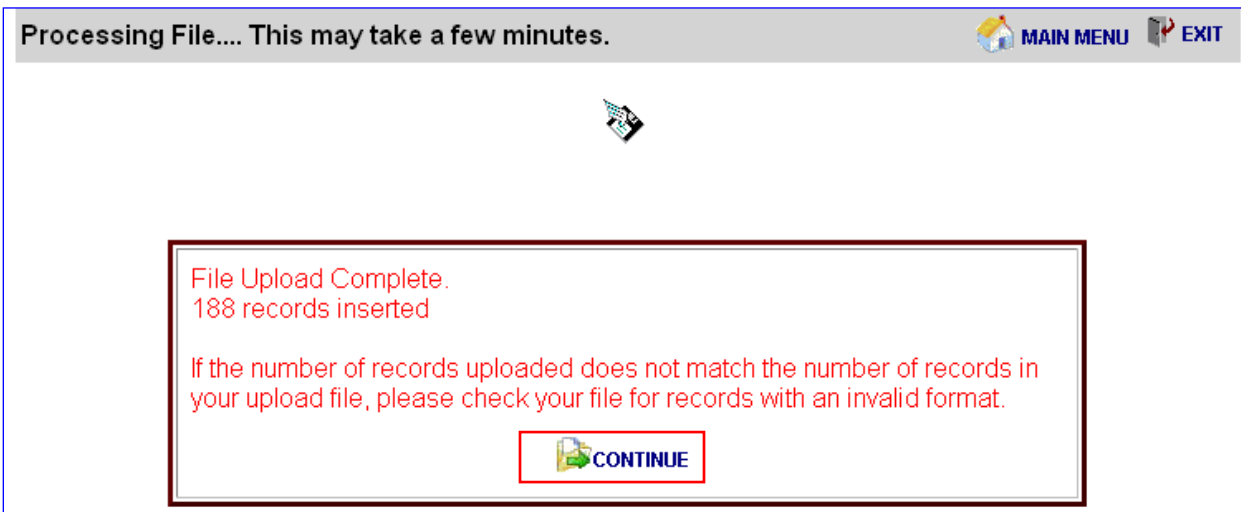 Processing File.... This may take a few minutes.
MAIN MENU
EXIT
File Upload Complete.
188 records inserted
If the number of records uploaded does not match the number of records in
your upload file, please check your file for records with an invalid format.
CONTINUE